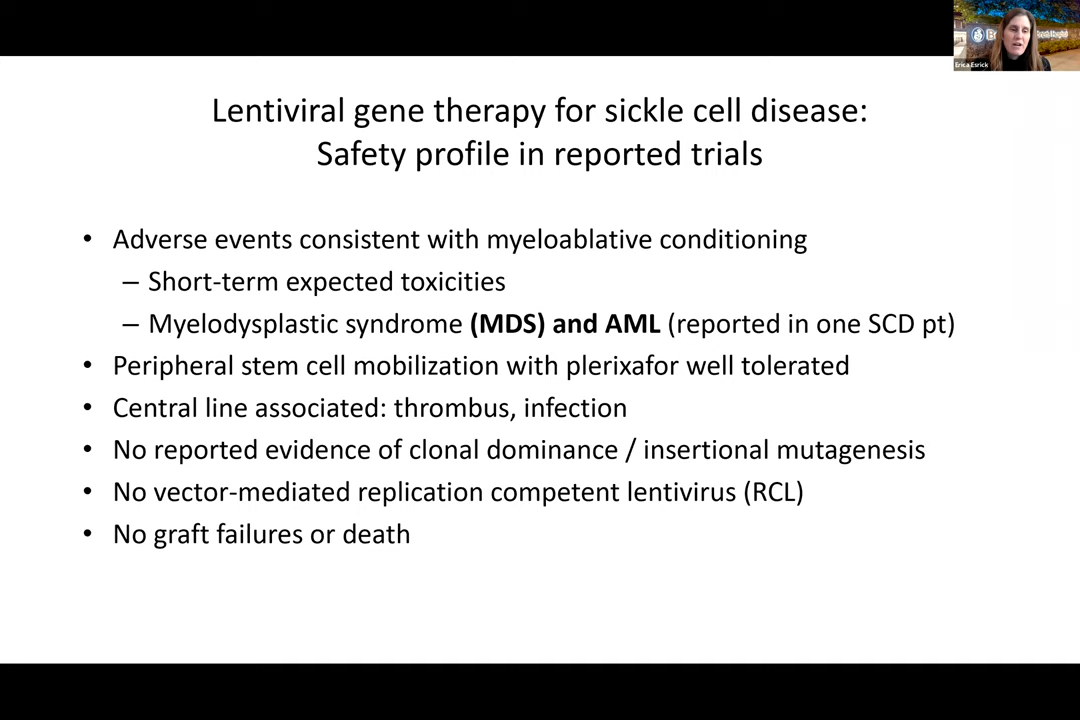 Erica Esrick
Lentiviral gene therapy for sickle cell disease:
Safety profile in reported trials
• Adverse events consistent with myeloablative conditioning
– Short-term expected toxicities
– Myelodysplastic syndrome (MDS) and AML (reported in one SCD pt)
• Peripheral stem cell mobilization with plerixafor well tolerated
• Central line associated: thrombus, infection
• No reported evidence of clonal dominance / insertional mutagenesis
• No vector-mediated replication competent lentivirus (RCL)
• No graft failures or death